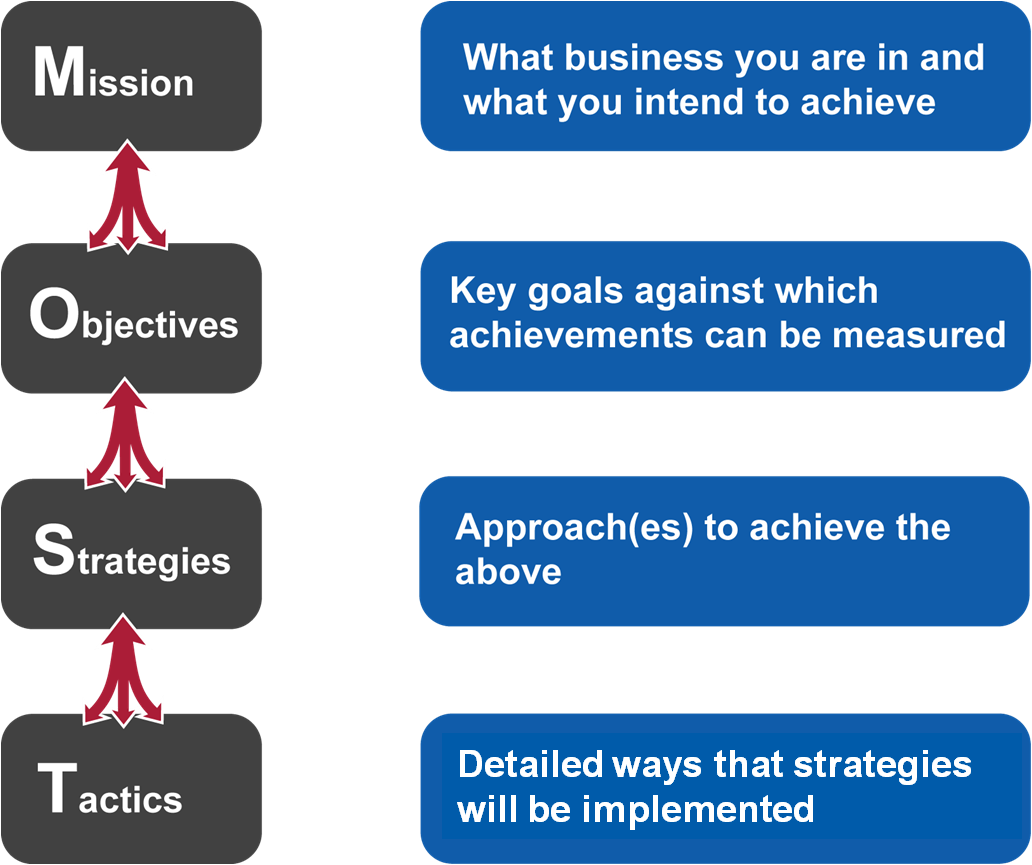 Mission
What business you are in and
what you intend to achieve
Objectives
Key goals against which
achievements can be measured
Strategies
Approach(es) to achieve the
above
Tactics
Detailed ways that strategies
will be implemented